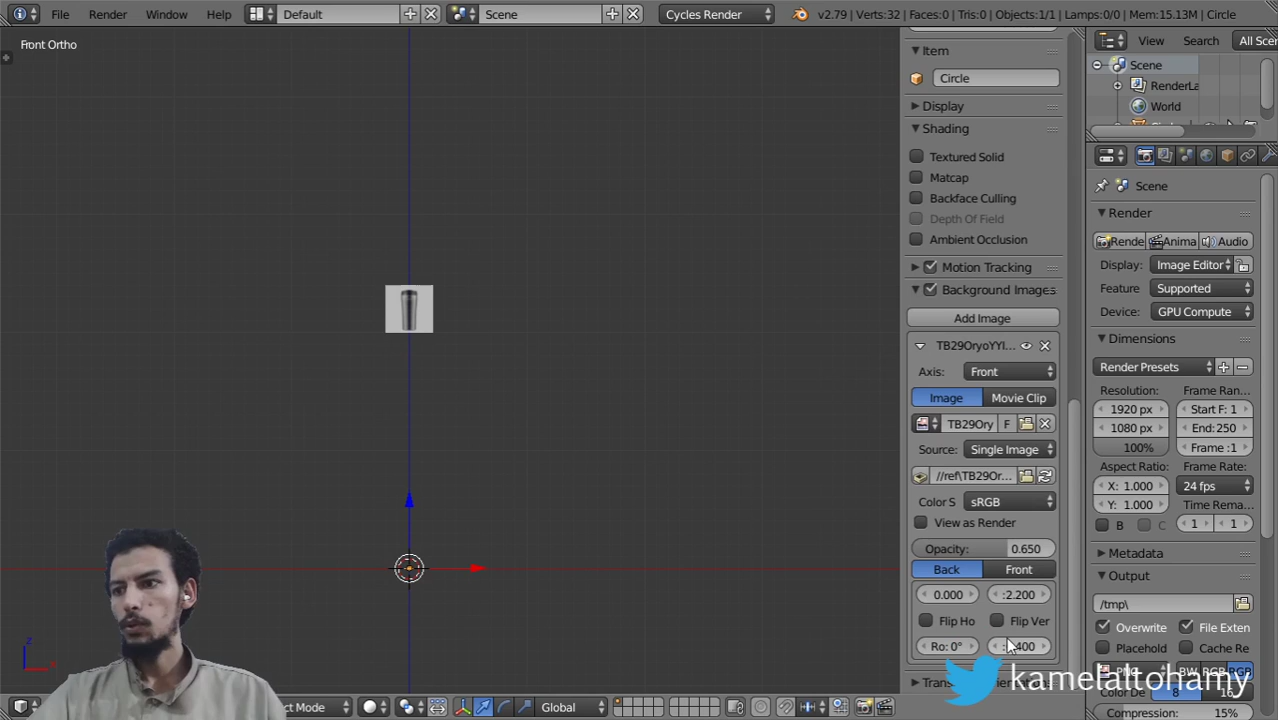 File Render Window Help Default Scene Cycles Render v2.79 | Verts:32 | Faces:0 | Tris:0 | Objects:1/1 | Lamps:0/0 | Mem:15.13M | Circle
Front Ortho
Item
Circle
Display
Shading
Textured Solid
Matcap
Backface Culling
Depth Of Field
Ambient Occlusion
Motion Tracking
Background Images
Add Image
TB29OryoYYI...
Axis: Front
Image Movie Clip
TB29Ory F
Source: Single Image
//ref\TB29Or...
Color S sRGB
View as Render
Opacity: 0.650
Back Front
0.000 :2.200
Flip Ho Flip Ver
Ro: 0°
View Search All Scen
Scene
RenderLa
World
Scene
Render
Rende Anima Audio
Display: Image Editor
Feature Supported
Device: GPU Compute
Dimensions
Render Presets
Resolution: Frame Ran...
1920 px Start F: 1
1080 px End: 250
100% Frame :1
Aspect Ratio: Frame Rate:
X: 1.000 24 fps
Y: 1.000 Time Rema...
B C 1 1
Metadata
Output
/tmp\
Overwrite File Exten
Placehold Cache Re
PNG BW RGB RGB
Color De 8 16
Compression: 15%
kamelaltohamy
z
ct Mode Global